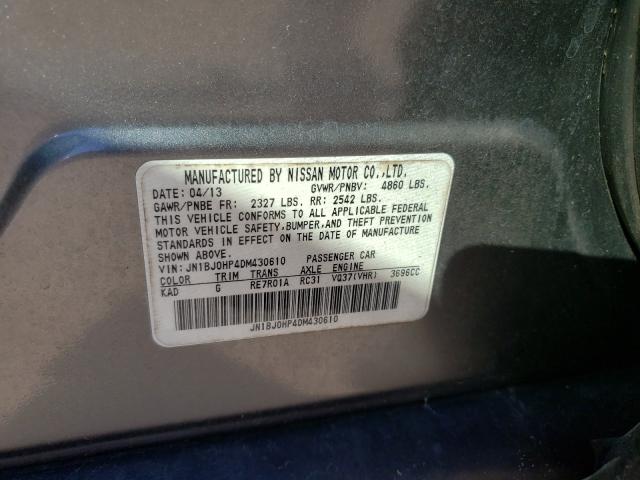 MANUFACTURED BY NISSAN MOTOR CO.,LTD.
DATE: 04/13 GVWR/PNBV: 4860 LBS.
GAWR/PNBE FR: 2327 LBS. RR: 2542 LBS.
THIS VEHICLE CONFORMS TO ALL APPLICABLE FEDERAL
MOTOR VEHICLE SAFETY,BUMPER,AND THEFT PREVENTION
STANDARDS IN EFFECT ON THE DATE OF MANUFACTURE
SHOWN ABOVE.
VIN: JN1BJ0HP4DM430610 PASSENGER CAR
COLOR TRIM TRANS AXLE ENGINE
KAD G RE7R01A RC31 VQ37(VHR) 3696CC
JN1BJ0HP4DM430610